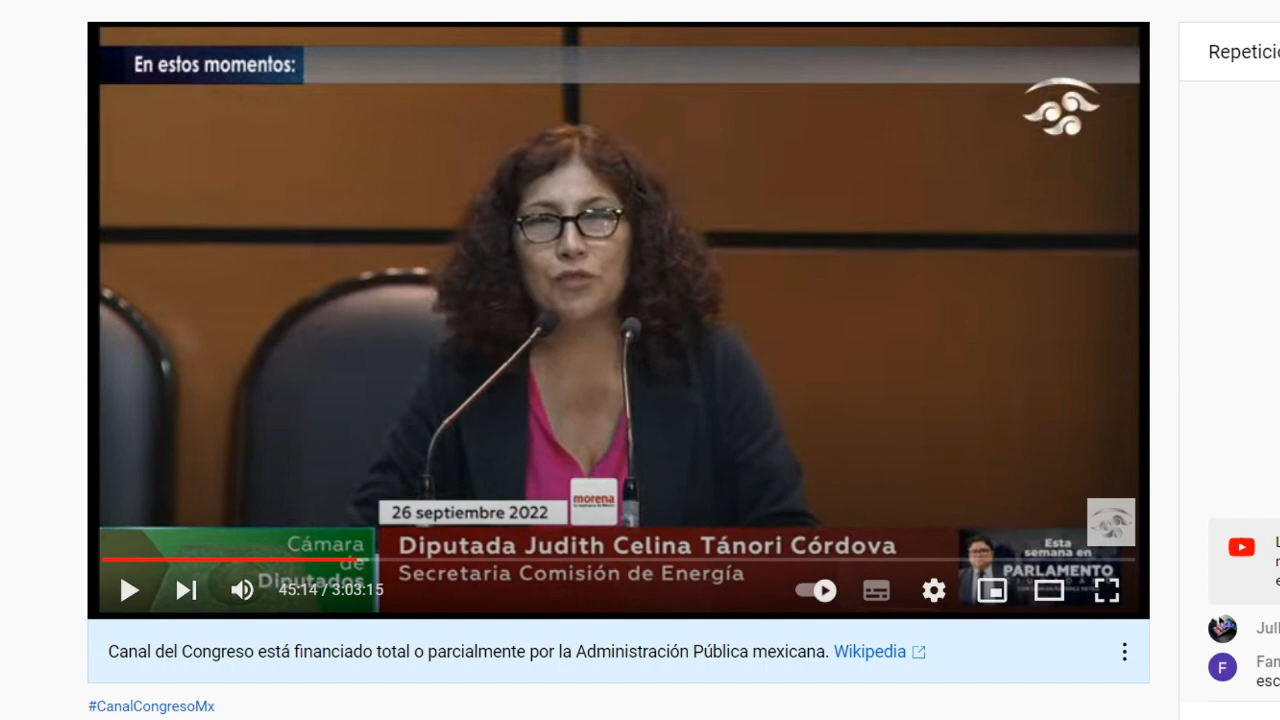 Repetici
En estos momentos:
26 septiembre 2022
morena
Cámara
de
Diputados
Diputada Judith Celina Tánori Córdova
Secretaria Comisión de Energía
Esta
semana en
PARLAMENTO
45:14 / 3:03:15
Canal del Congreso está financiado total o parcialmente por la Administración Pública mexicana. Wikipedia
#CanalCongresoMx
F
esc